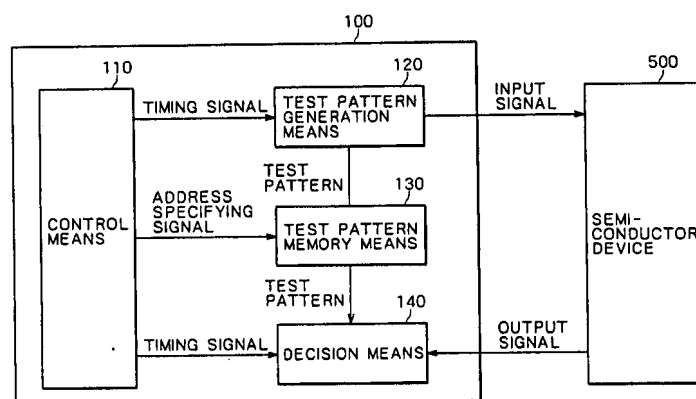 100
110
120
500
TIMING SIGNAL
TEST PATTERN
GENERATION
MEANS
INPUT
SIGNAL
TEST
PATTERN
130
ADDRESS
SPECIFYING
SIGNAL
CONTROL
MEANS
TEST PATTERN
MEMORY MEANS
SEMI-
CONDUCTOR
DEVICE
TEST
PATTERN
140
TIMING SIGNAL
DECISION MEANS
OUTPUT
SIGNAL